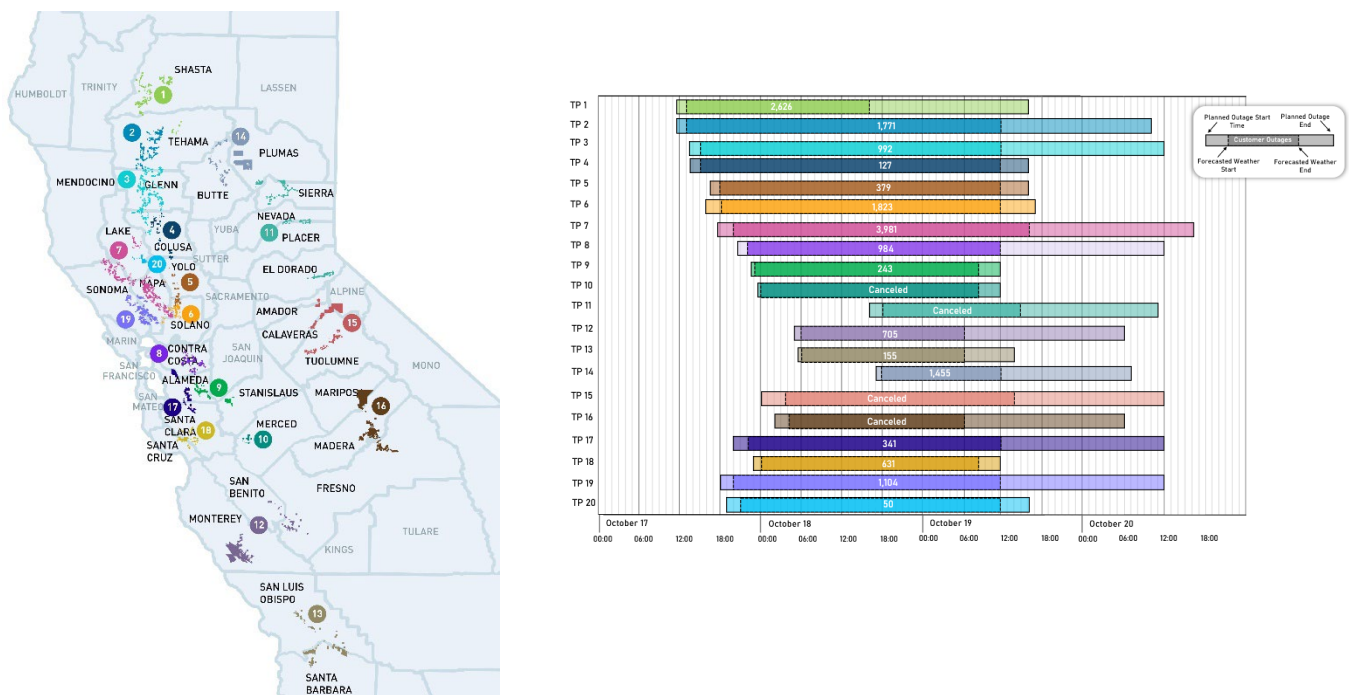 SHASTA
TRINITY
HUMBOLDT
LASSEN
1
2
14
TEHAMA
PLUMAS
3
MENDOCINO
GLENN
BUTTE
SIERRA
NEVADA
LAKE
4
YUBA
11
PLACER
7
COLUSA
SUTTER
20
YOLO
EL DORADO
5
NAPA
SONOMA
SACRAMENTO
ALPINE
6
AMADOR
19
SOLANO
15
CALAVERAS
MARIN
CONTRA
COSTA
SAN
JOAQUIN
8
TUOLUMNE
MONO
SAN
FRANCISCO
ALAMEDA
9
STANISLAUS
MARIPOS
SAN
MATEO
17
16
SANTA
CLARA
18
MERCED
10
SANTA
CRUZ
MADERA
SAN
BENITO
FRESNO
MONTEREY
12
TULARE
KINGS
SAN LUIS
OBISPO
13
SANTA
BARBARA
TP 1
2,626
TP 2
1,771
TP 3
992
TP 4
127
TP 5
379
TP 6
1,823
TP 7
3,981
TP 8
984
TP 9
243
TP 10
Canceled
TP 11
Canceled
TP 12
705
TP 13
155
TP 14
1,455
TP 15
Canceled
TP 16
Canceled
TP 17
341
TP 18
631
TP 19
1,104
TP 20
50
October 17
October 18
October 19
October 20
00:00 06:00 12:00 18:00 00:00 06:00 12:00 18:00 00:00 06:00 12:00 18:00 00:00 06:00 12:00 18:00
Planned Outage Start
Time
Planned Outage
End
Customer Outages
Forecasted Weather
Start
Forecasted Weather
End